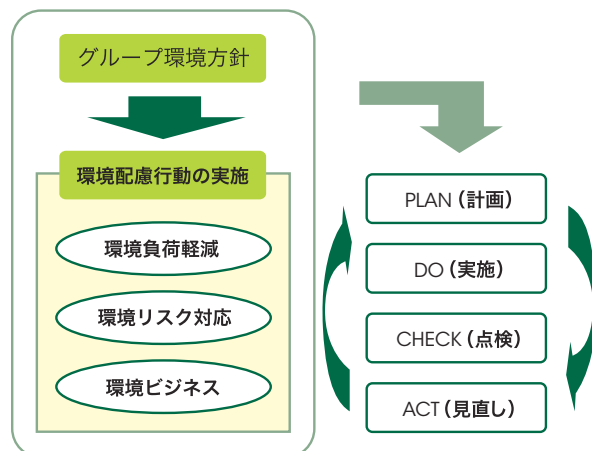 グループ環境方針
環境配慮行動の実施
環境負荷軽減
環境リスク対応
環境ビジネス
PLAN（計画）
DO（実施）
CHECK（点検）
ACT（見直し）